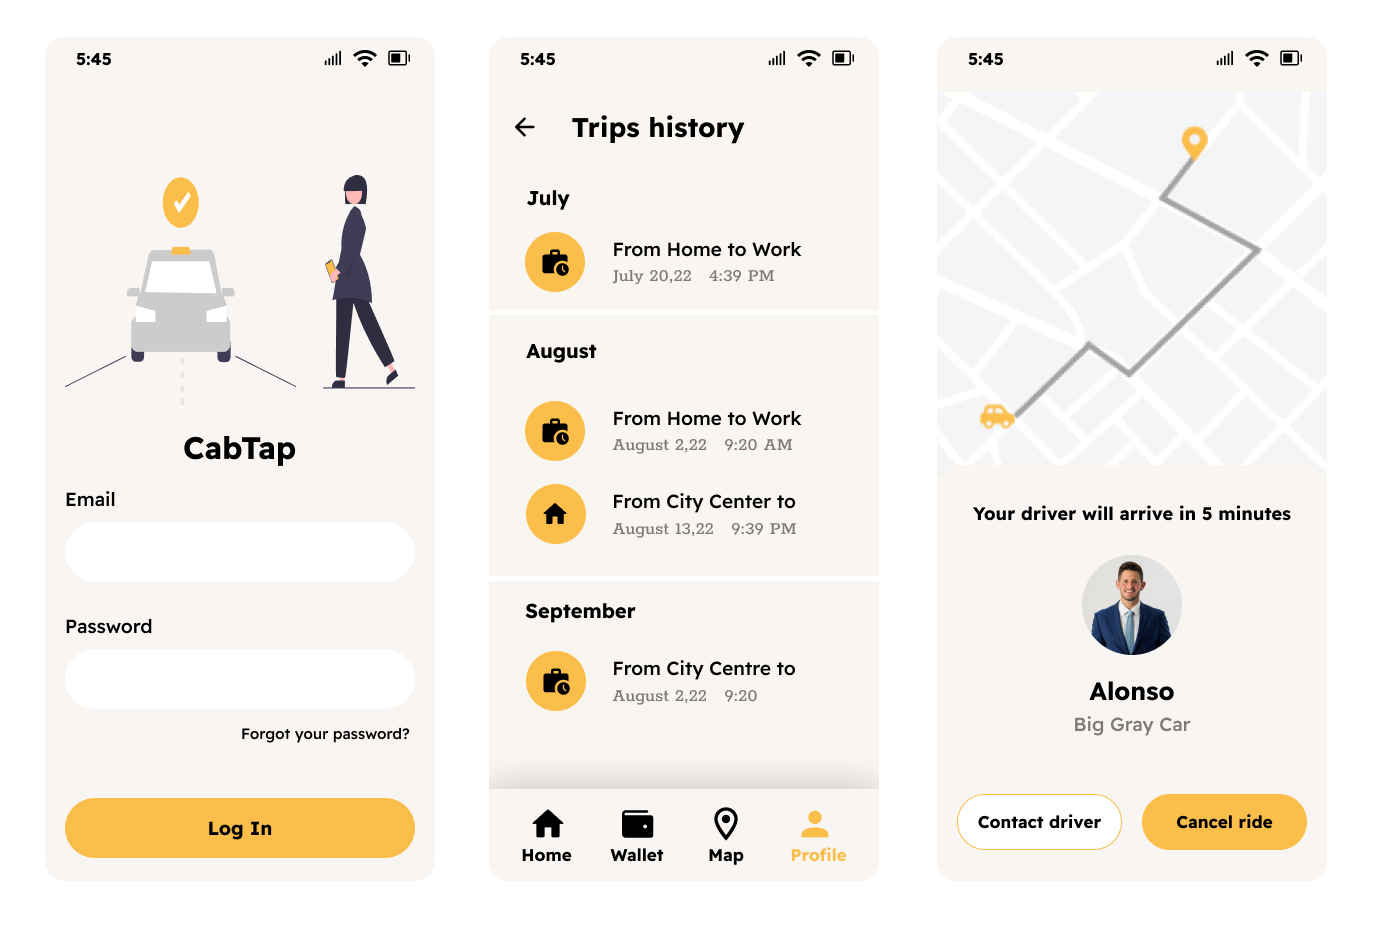 5:45
CabTap
Email
Password
Forgot your password?
Log In
5:45
Trips history
July
From Home to Work
July 20,22 4:39 PM
August
From Home to Work
August 2,22 9:20 AM
From City Center to
August 13,22 9:39 PM
September
From City Centre to
August 2,22 9:20
Home Wallet Map Profile
5:45
Your driver will arrive in 5 minutes
Alonso
Big Gray Car
Contact driver Cancel ride